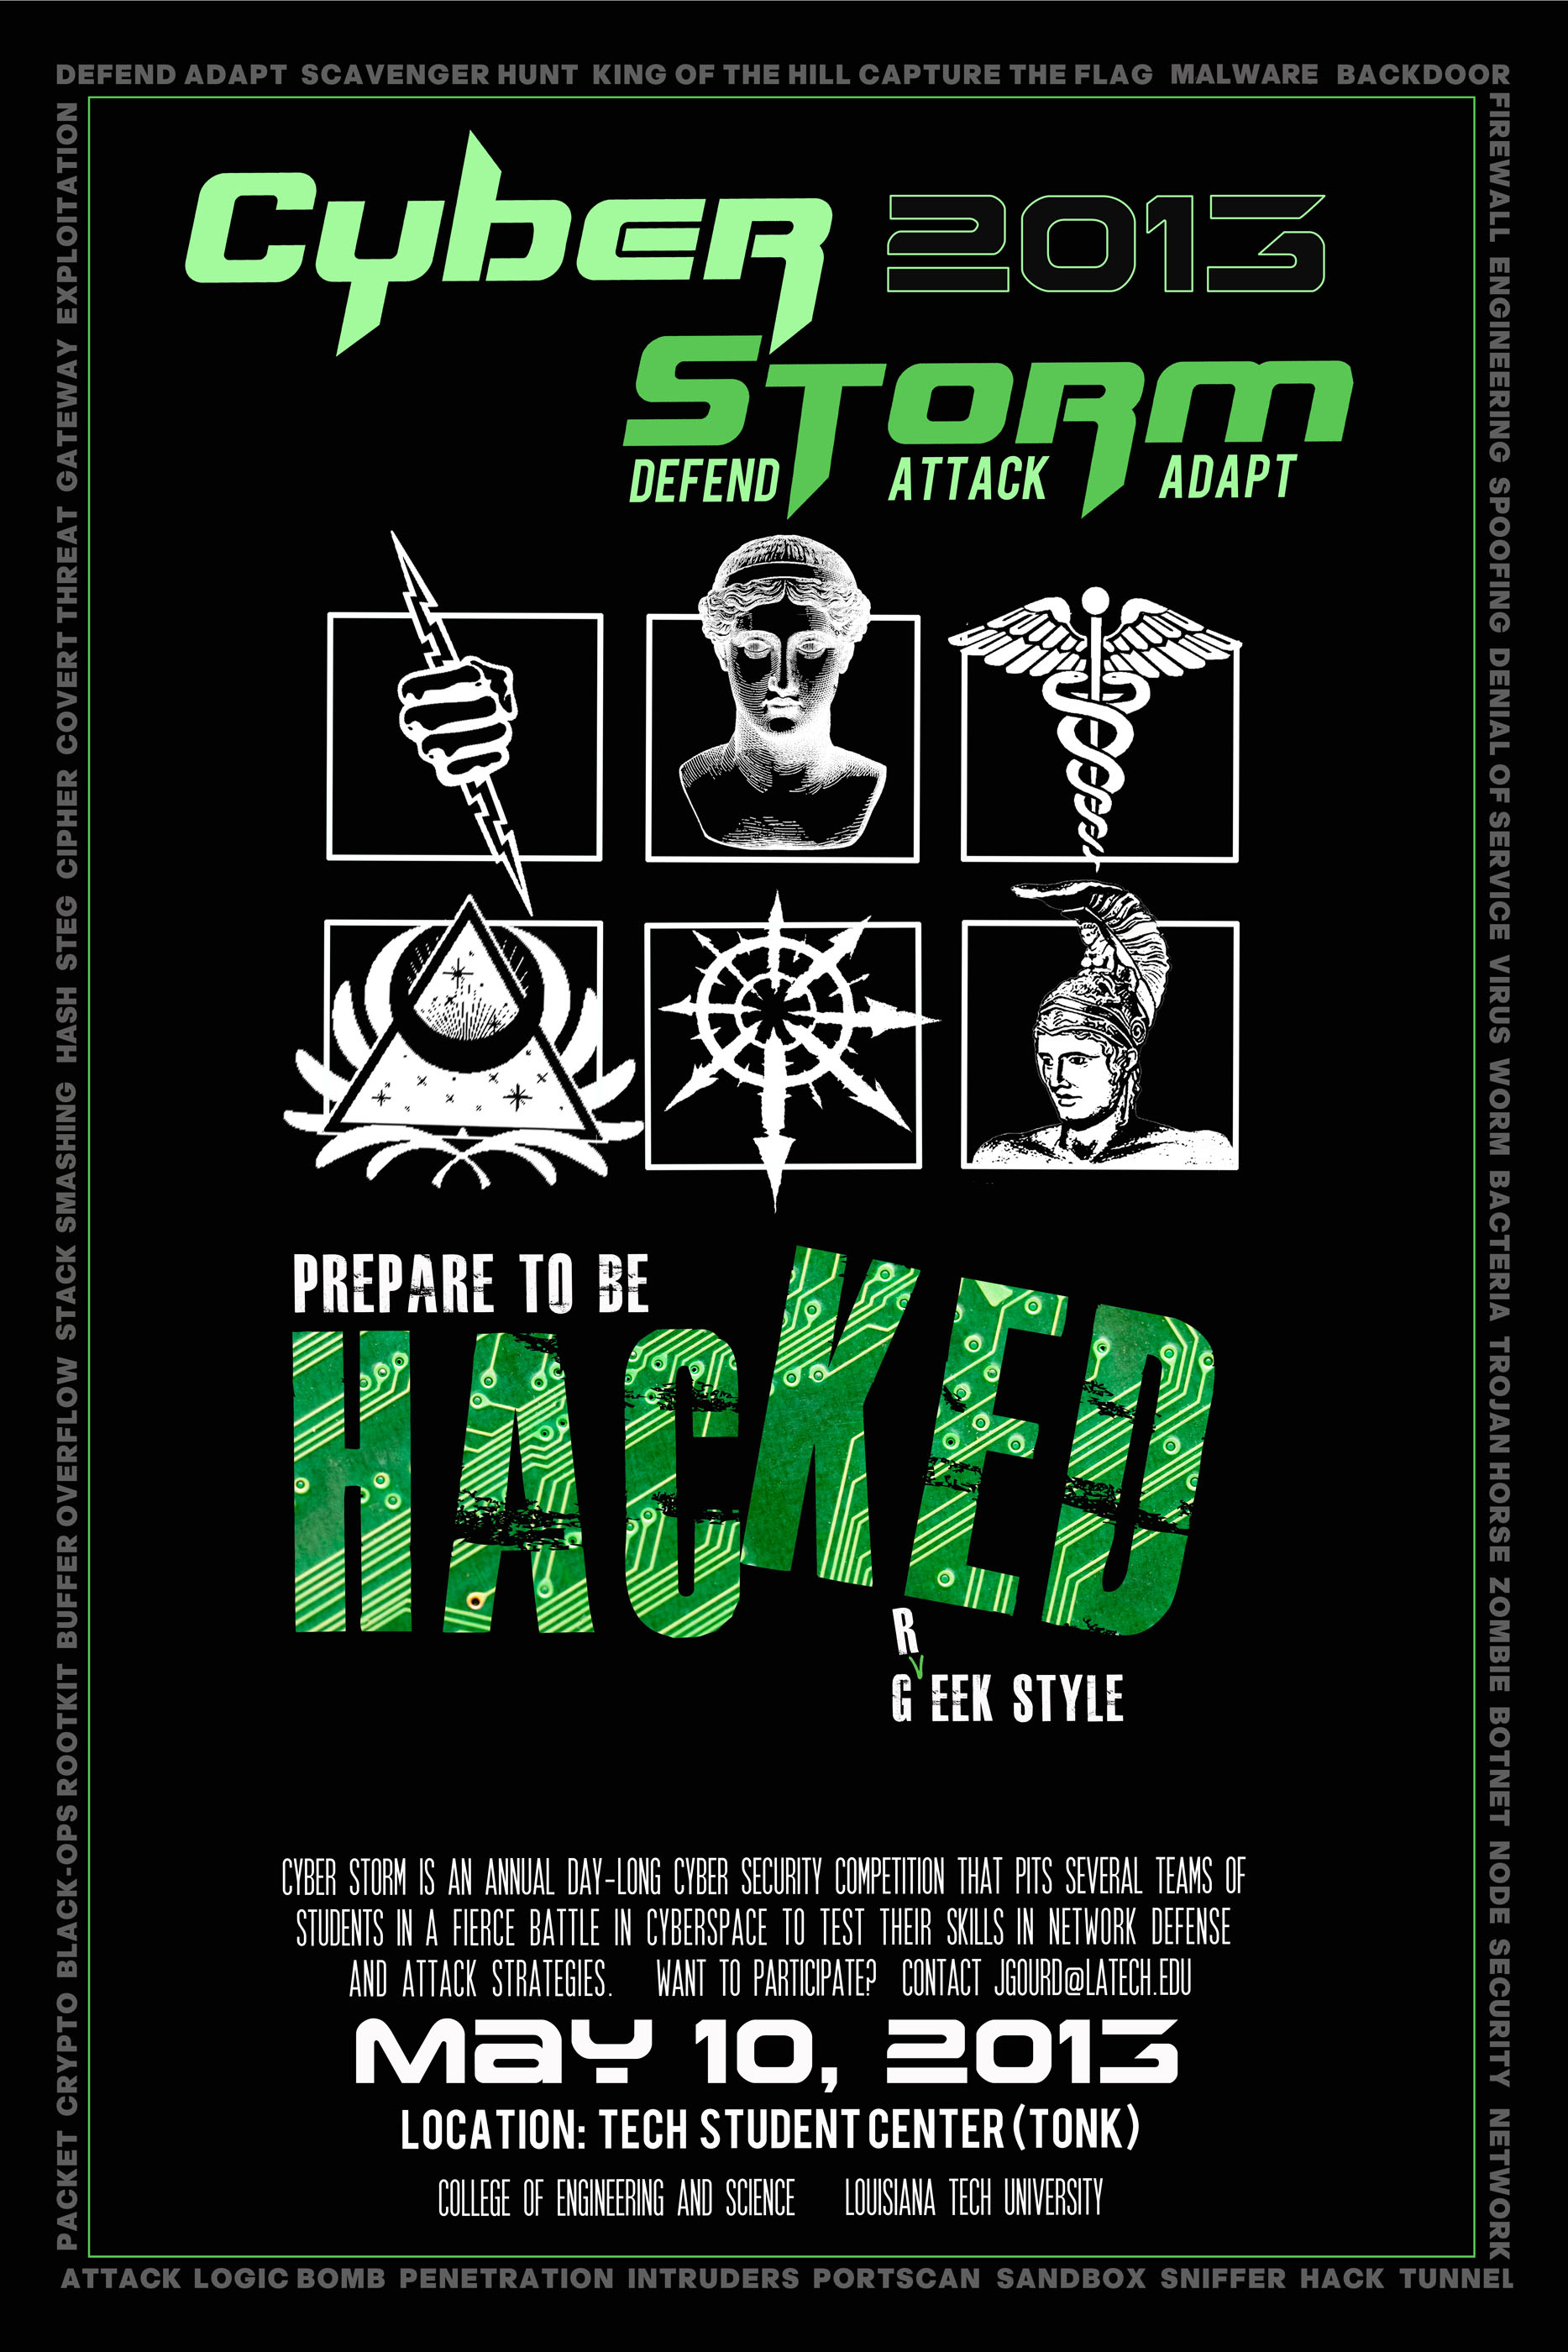 DEFEND ADAPT SCAVENGER HUNT KING OF THE HILL CAPTURE THE FLAG MALWARE BACKDOOR
FIREWALL ENGINEERING SPOOFING DENIAL OF SERVICE VIRUS WORM BACTERIA TROJAN HORSE ZOMBIE BOTNET NODE SECURITY NETWORK
PACKET CRYPTO BLACK-OPS ROOTKIT BUFFER OVERFLOW STACK SMASHING HASH STEG CIPHER COVERT THREAT GATEWAY EXPLOITATION
CybER 2013
STORm
DEFEND ATTACK ADAPT
PREPARE TO BE
HACKED
R
G EEK STYLE
CYBER STORM IS AN ANNUAL DAY-LONG CYBER SECURITY COMPETITION THAT PITS SEVERAL TEAMS OF
STUDENTS IN A FIERCE BATTLE IN CYBERSPACE TO TEST THEIR SKILLS IN NETWORK DEFENSE
AND ATTACK STRATEGIES. WANT TO PARTICIPATE? CONTACT JGOURD@LATECH.EDU
MAY 10, 2013
LOCATION: TECH STUDENT CENTER (TONK)
COLLEGE OF ENGINEERING AND SCIENCE LOUISIANA TECH UNIVERSITY
ATTACK LOGIC BOMB PENETRATION INTRUDERS PORTSCAN SANDBOX SNIFFER HACK TUNNEL